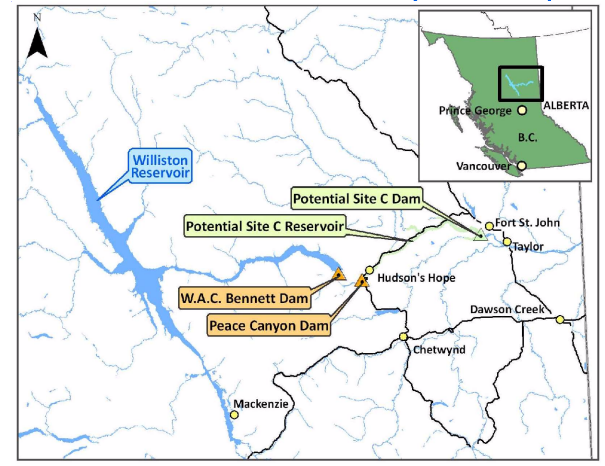 N
ALBERTA
Prince George
B.C.
Vancouver
Williston
Reservoir
Potential Site C Dam
Potential Site C Reservoir
Fort St. John
Taylor
Hudson's Hope
W.A.C. Bennett Dam
Peace Canyon Dam
Dawson Creek
Chetwynd
Mackenzie